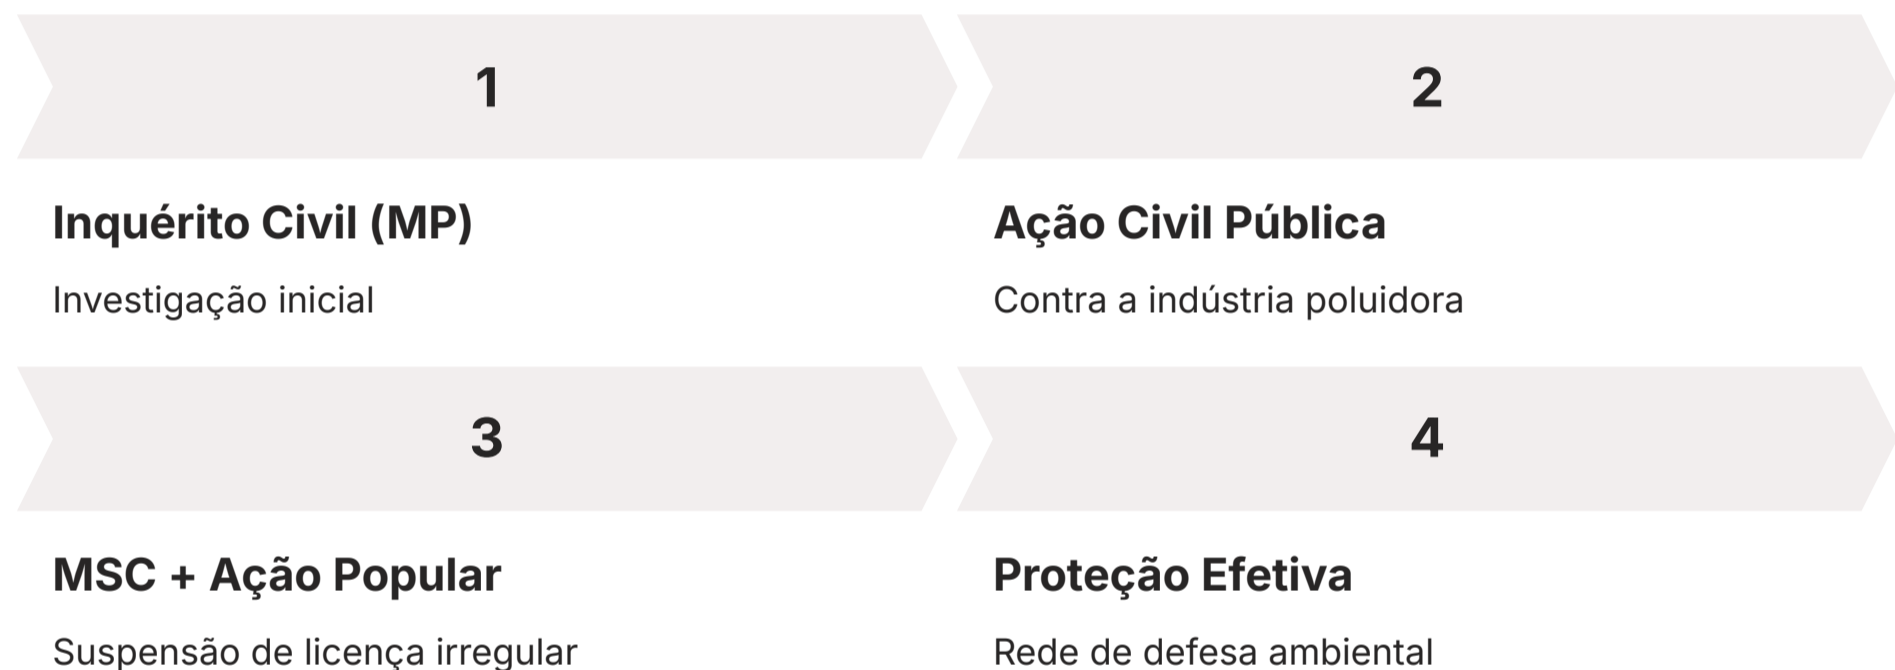 1
2
Inquérito Civil (MP)
Ação Civil Pública
Investigação inicial
Contra a indústria poluidora
3
4
MSC + Ação Popular
Proteção Efetiva
Suspensão de licença irregular
Rede de defesa ambiental